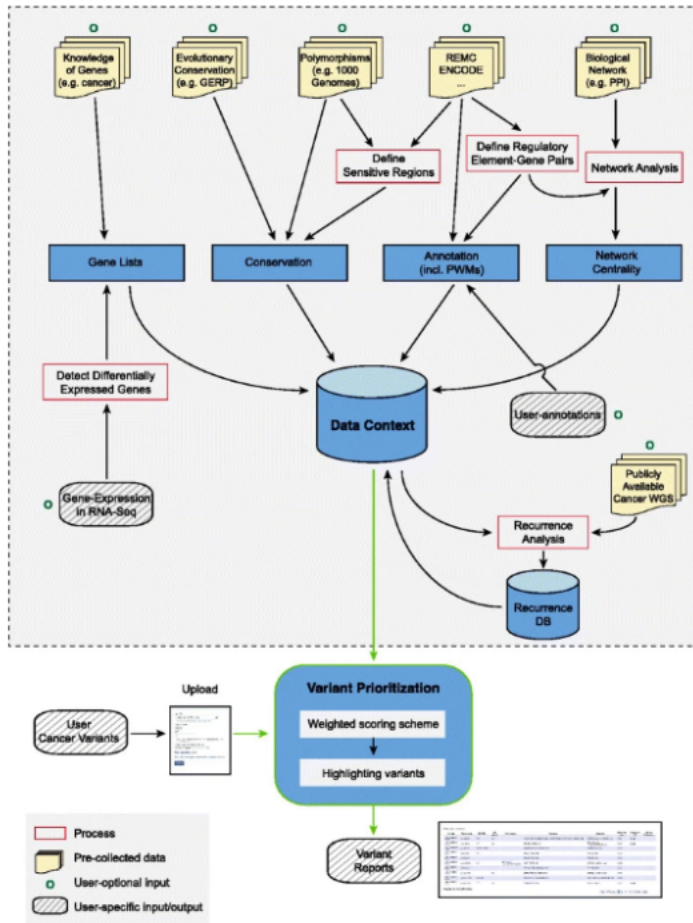 Knowledge
of Genes
(e.g. cancer)
Evolutionary
Conservation
(e.g. GERP)
Polymorphisms
(e.g. 1000
Genomes)
REMC
ENCODE
...
Biological
Network
(e.g. PPI)
Define
Sensitive Regions
Define Regulatory
Element-Gene Pairs
Network Analysis
Gene Lists
Conservation
Annotation
(incl. PWMs)
Network
Centrality
Detect Differentially
Expressed Genes
Data Context
User-annotations
Gene-Expression
in RNA-Seq
Publicly
Available
Cancer WGS
Recurrence
Analysis
Recurrence
DB
Upload
Variant Prioritization
User
Cancer Variants
Weighted scoring scheme
Highlighting variants
Variant
Reports
Process
Pre-collected data
User-optional input
User-specific input/output